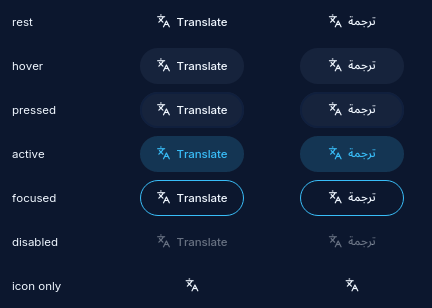 rest Translate ترجمة
hover Translate ترجمة
pressed Translate ترجمة
active Translate ترجمة
focused Translate ترجمة
disabled Translate ترجمة
icon only